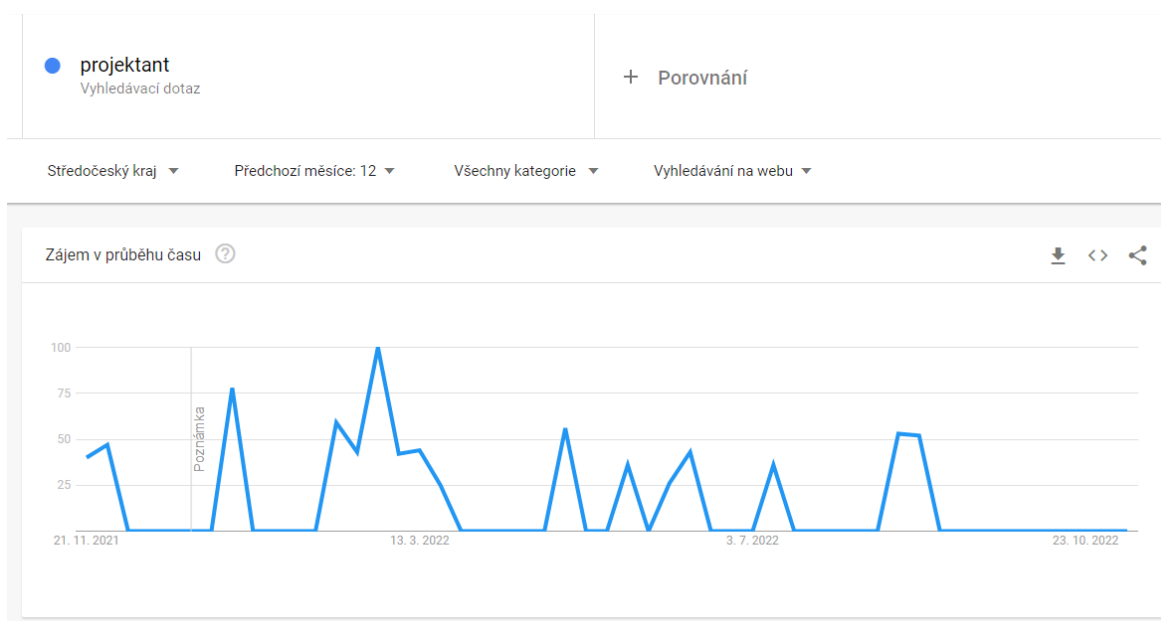 projektant
Vyhledávací dotaz
+ Porovnání
Středočeský kraj
Předchozí měsíce: 12
Všechny kategorie
Vyhledávání na webu
Zájem v průběhu času
?
<>
100
75
50
25
Poznámka
21. 11. 2021
13. 3. 2022
3. 7. 2022
23. 10. 2022